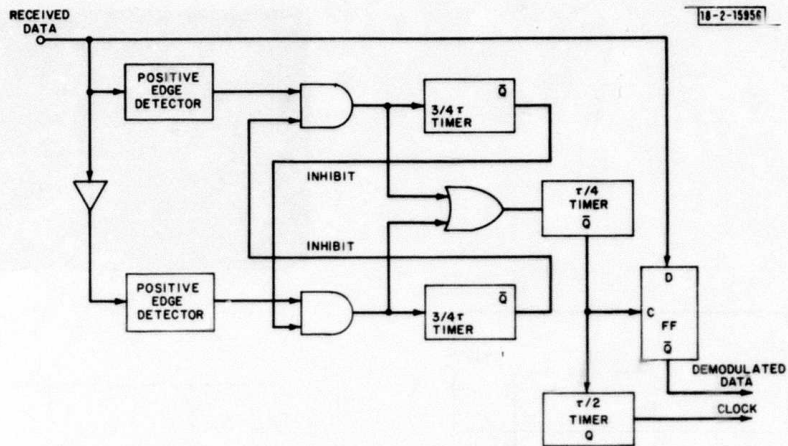 RECEIVED
DATA
18-2-15956
POSITIVE
EDGE
DETECTOR
Q̅
3/4 τ
TIMER
INHIBIT
τ/4
TIMER
Q̅
INHIBIT
POSITIVE
EDGE
DETECTOR
Q̅
3/4 τ
TIMER
D
C
FF
Q̅
DEMODULATED
DATA
τ/2
TIMER
Q
CLOCK